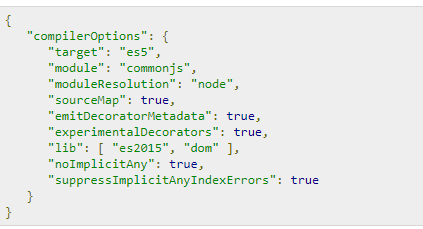 {
"compilerOptions": {
"target": "es5",
"module": "commonjs",
"moduleResolution": "node",
"sourceMap": true,
"emitDecoratorMetadata": true,
"experimentalDecorators": true,
"lib": [ "es2015", "dom" ],
"noImplicitAny": true,
"suppressImplicitAnyIndexErrors": true
}
}